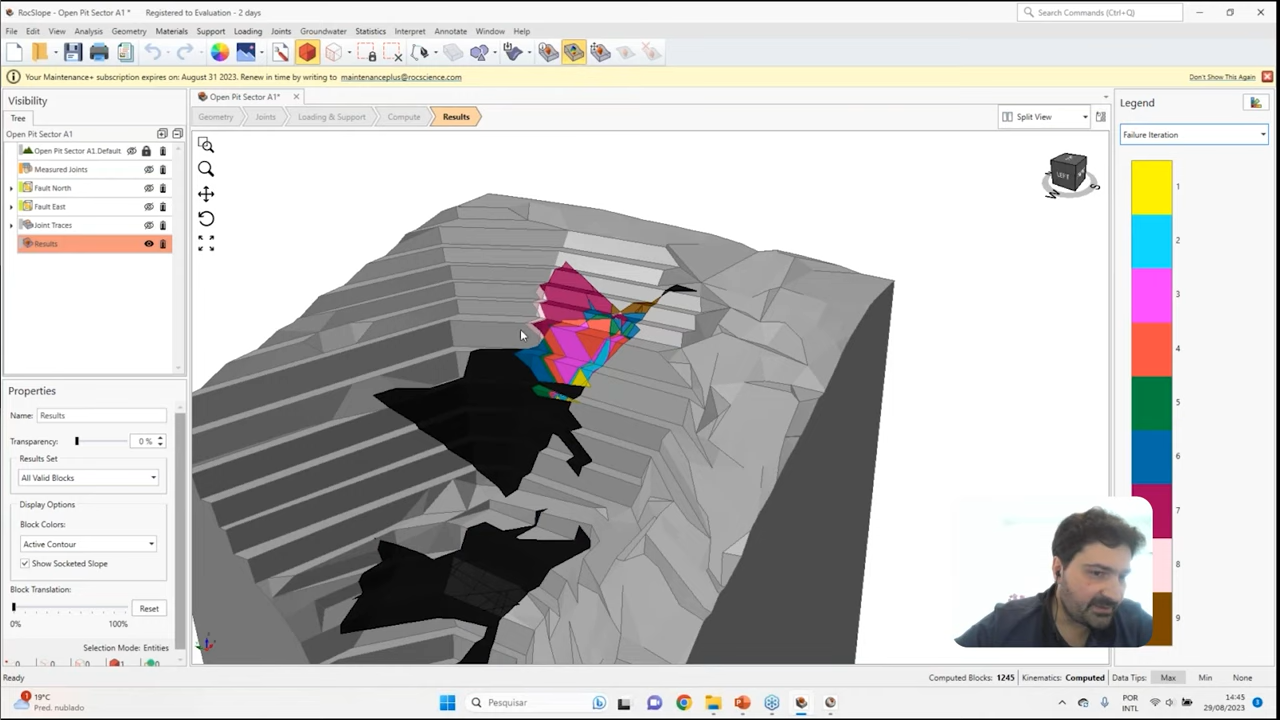 RocSlope - Open Pit Sector A1 * Registered to Evaluation - 2 days
Search Commands (Ctrl+Q)
File Edit View Analysis Geometry Materials Support Loading Joints Groundwater Statistics Interpret Annotate Window Help
Your Maintenance+ subscription expires on: August 31 2023. Renew in time by writing to maintenanceplus@rocscience.com
Don't Show This Again
Visibility
Tree
Open Pit Sector A1
Open Pit Sector A1.Default
Measured Joints
Fault North
Fault East
Joint Traces
Results
Properties
Name: Results
Transparency: 0 %
Results Set
All Valid Blocks
Display Options
Block Colors:
Active Contour
Show Socketed Slope
Block Translation:
Reset
0% 100%
Selection Mode: Entities
Ready
Open Pit Sector A1*
Geometry Joints Loading & Support Compute Results
Split View
LEFT
W
S
Legend
Failure Iteration
1
2
3
4
5
6
7
8
9
Computed Blocks: 1245 Kinematics: Computed Data Tips: Max Min None
1
19°C
Pred. nublado
Pesquisar
POR
INTL
14:45
29/08/2023
3